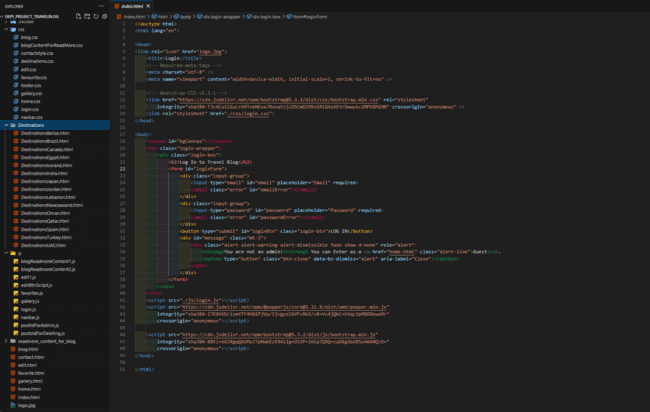 EXPLORER
DEPI_PROJECT_TRAVELBLOG
css
blog.css
blogContentForReadMore.css
contactstyle.css
destinations.css
edit.css
favourite.css
footer.css
gallery.css
home.css
login.css
navbar.css
Destinations
DestinationsBelize.html
DestinationsBrazil.html
DestinationsCanada.html
DestinationsEgypt.html
DestinationsIceland.html
DestinationsIndia.html
DestinationsJapan.html
DestinationsJordan.html
DestinationsLebanon.html
DestinationsNewzealand.html
DestinationsOman.html
DestinationsQatar.html
DestinationsSpain.html
DestinationsTurkey.html
DestinationsUAE.html
js
blogReadmoreContent1.js
blogReadmoreContent2.js
edit1.js
editBtnScript.js
favorites.js
gallery.js
login.js
navbar.js
postidForAdmin.js
postidForDeleting.js
readmore_content_for_blog
blog.html
contact.html
edit.html
favorite.html
gallery.html
home.html
index.html
logo.jpg
index.html
index.html > html > body > div.login-wrapper > div.login-box > form#loginForm
<!doctype html>
<html lang="en">
<head>
<link rel="icon" href="logo.jpg">
<title>Login</title>
<!-- Required meta tags -->
<meta charset="utf-8" />
<meta name="viewport" content="width=device-width, initial-scale=1, shrink-to-fit=no" />
<!-- Bootstrap CSS v5.2.1 -->
<link href="https://cdn.jsdelivr.net/npm/bootstrap@5.3.2/dist/css/bootstrap.min.css" rel="stylesheet"
crossorigin="anonymous" />
<link rel="stylesheet" href="./css/login.css">
</head>
<body>
<canvas id="bgCanvas"></canvas>
<div class="login-wrapper">
<div class="login-box">
<h2>Log In to Travel Blog</h2>
<form id="loginForm">
<div class="input-group">
<input type="email" id="email" placeholder="Email" required>
<small class="error" id="emailError"></small>
</div>
<div class="input-group">
<input type="password" id="password" placeholder="Password" required>
<small class="error" id="passwordError"></small>
</div>
<button type="submit" id="loginBtn" class="login-btn">LOG IN</button>
<div id="message" class="mt-3">
<div class="alert alert-warning alert-dismissible fade show d-none" role="alert">
<strong>You are not an admin!</strong> You can Enter as a <a href="home.html" class="alert-link">Guest</a>.
<button type="button" class="btn-close" data-bs-dismiss="alert" aria-label="Close"></button>
</div>
</div>
</form>
</div>
</div>
<script src="./js/login.js"></script>
<script src="https://cdn.jsdelivr.net/npm/@popperjs/core@2.11.8/dist/umd/popper.min.js"
crossorigin="anonymous"></script>
<script src="https://cdn.jsdelivr.net/npm/bootstrap@5.3.2/dist/js/bootstrap.min.js"
crossorigin="anonymous"></script>
</body>
</html>